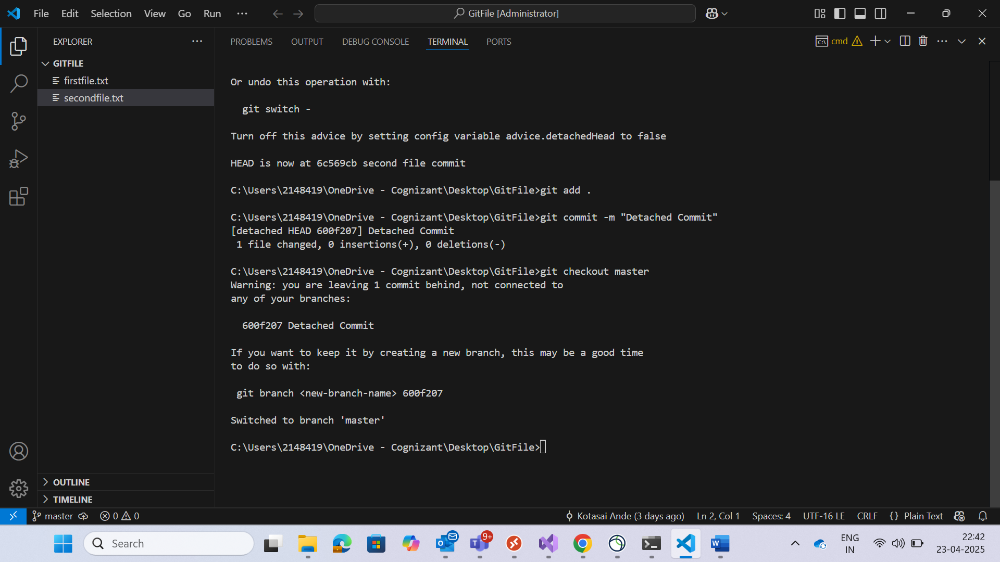 File Edit Selection View Go Run ···
GitFile [Administrator]
EXPLORER ···
PROBLEMS OUTPUT DEBUG CONSOLE TERMINAL PORTS
cmd
GITFILE
firstfile.txt
secondfile.txt
Or undo this operation with:
git switch -
Turn off this advice by setting config variable advice.detachedHead to false
HEAD is now at 6c569cb second file commit
C:\Users\2148419\OneDrive - Cognizant\Desktop\GitFile>git add .
C:\Users\2148419\OneDrive - Cognizant\Desktop\GitFile>git commit -m "Detached Commit"
[detached HEAD 600f207] Detached Commit
1 file changed, 0 insertions(+), 0 deletions(-)
C:\Users\2148419\OneDrive - Cognizant\Desktop\GitFile>git checkout master
Warning: you are leaving 1 commit behind, not connected to
any of your branches:
600f207 Detached Commit
If you want to keep it by creating a new branch, this may be a good time
to do so with:
git branch <new-branch-name> 600f207
Switched to branch 'master'
C:\Users\2148419\OneDrive - Cognizant\Desktop\GitFile>
OUTLINE
TIMELINE
master 0 0 Kotasai Ande (3 days ago) Ln 2, Col 1 Spaces: 4 UTF-16 LE CRLF {} Plain Text
Search
9+
ENG
IN
22:42
23-04-2025